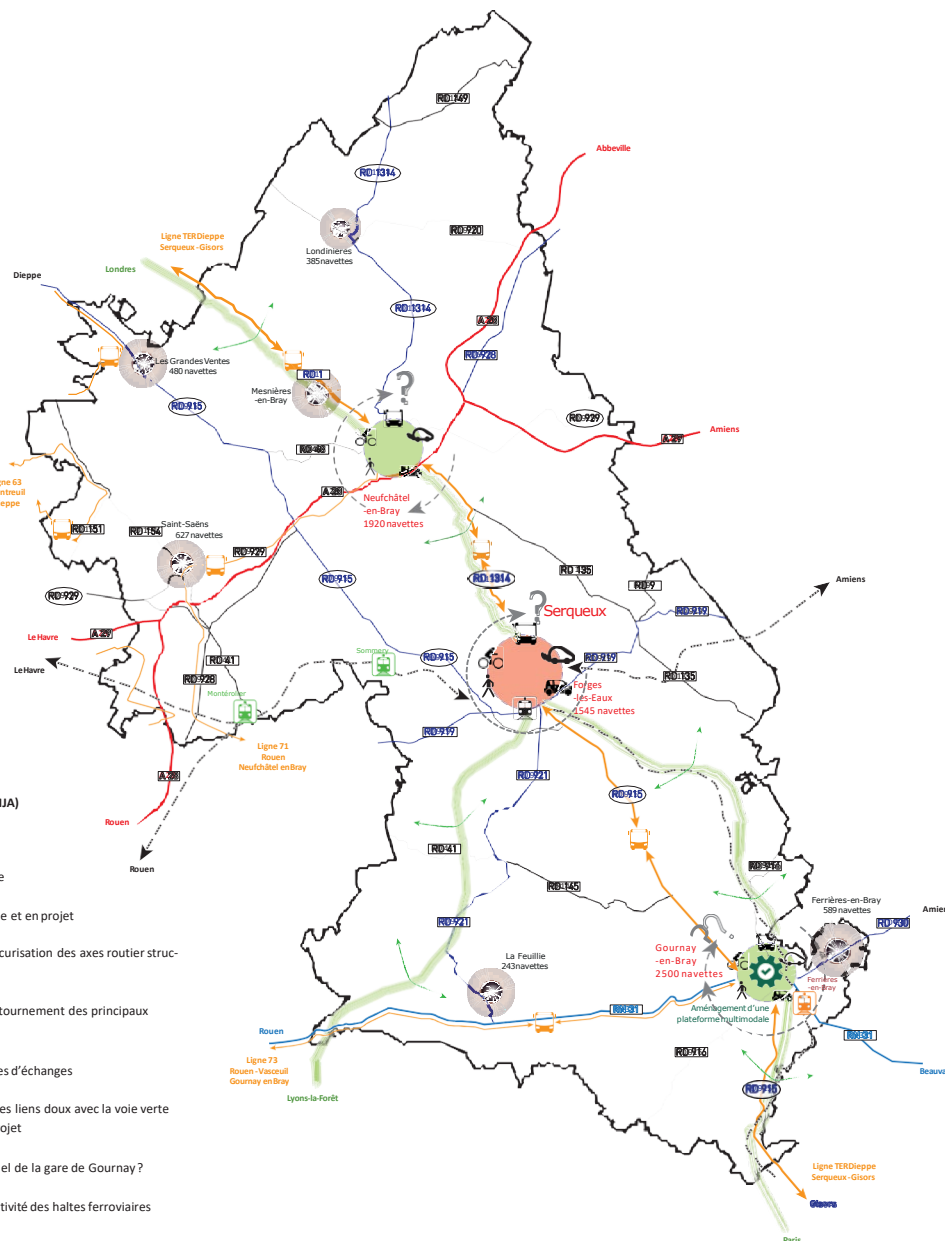 RD 149
Abbeville
RD 1314
RD 920
Ligne TER Dieppe
Serqueux - Gisors
Londinières
385 navettes
Londres
Dieppe
RD 1314
A 28
RD 928
Les Grandes Ventes
480 navettes
RD 1
Mesnières
-en-Bray
?
RD 915
RD 929
Amiens
A 29
RD 48
Ligne 63
ntreuil
ieppe
A 28
Neufchâtel
-en-Bray
1920 navettes
RD 151
RD 154
Saint-Saëns
627 navettes
RD 929
RD 135
RD 9
RD 915
RD 1314
Amiens
RD 929
?
Serqueux
RD 919
Le Havre
A 29
Sommery
RD 915
RD 919
Le Havre
RD 41
RD 928
RD 135
Montérolier
Forges
-les-Eaux
1545 navettes
RD 919
Ligne 71
Rouen
Neufchâtel en Bray
A 28
RD 921
RD 915
IJA)
Rouen
RD 41
Rouen
RD 916
e
RD 145
Ferrières-en-Bray
589 navettes
Amien
e et en projet
RD 921
RD 930
?
curisation des axes routier struc-
Gournay
-en-Bray
2500 navettes
La Feuillie
243 navettes
Ferrières
-en-Bray
tournement des principaux
Aménagement d'une
plateforme multimodale
RN 31
Rouen
RN 31
RD 916
Ligne 73
Rouen - Vasceuil
Gournay en Bray
Beauva
es d'échanges
RD 915
Lyons-la-Forêt
es liens doux avec la voie verte
ojet
el de la gare de Gournay ?
Ligne TER Dieppe
Serqueux - Gisors
tivité des haltes ferroviaires
Gisors
Paris